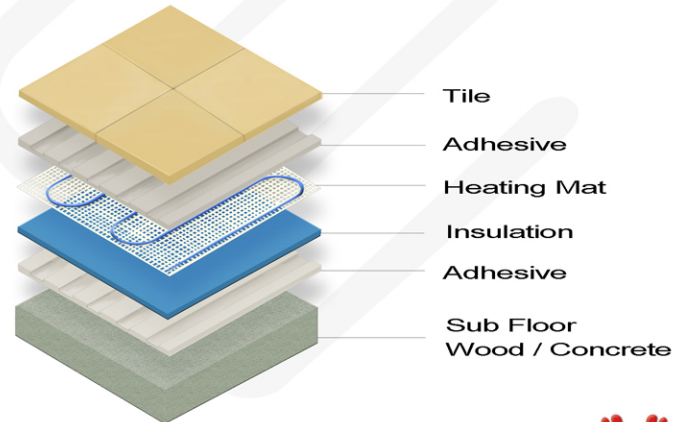 Tile
Adhesive
Heating Mat
Insulation
Adhesive
Sub Floor
Wood / Concrete